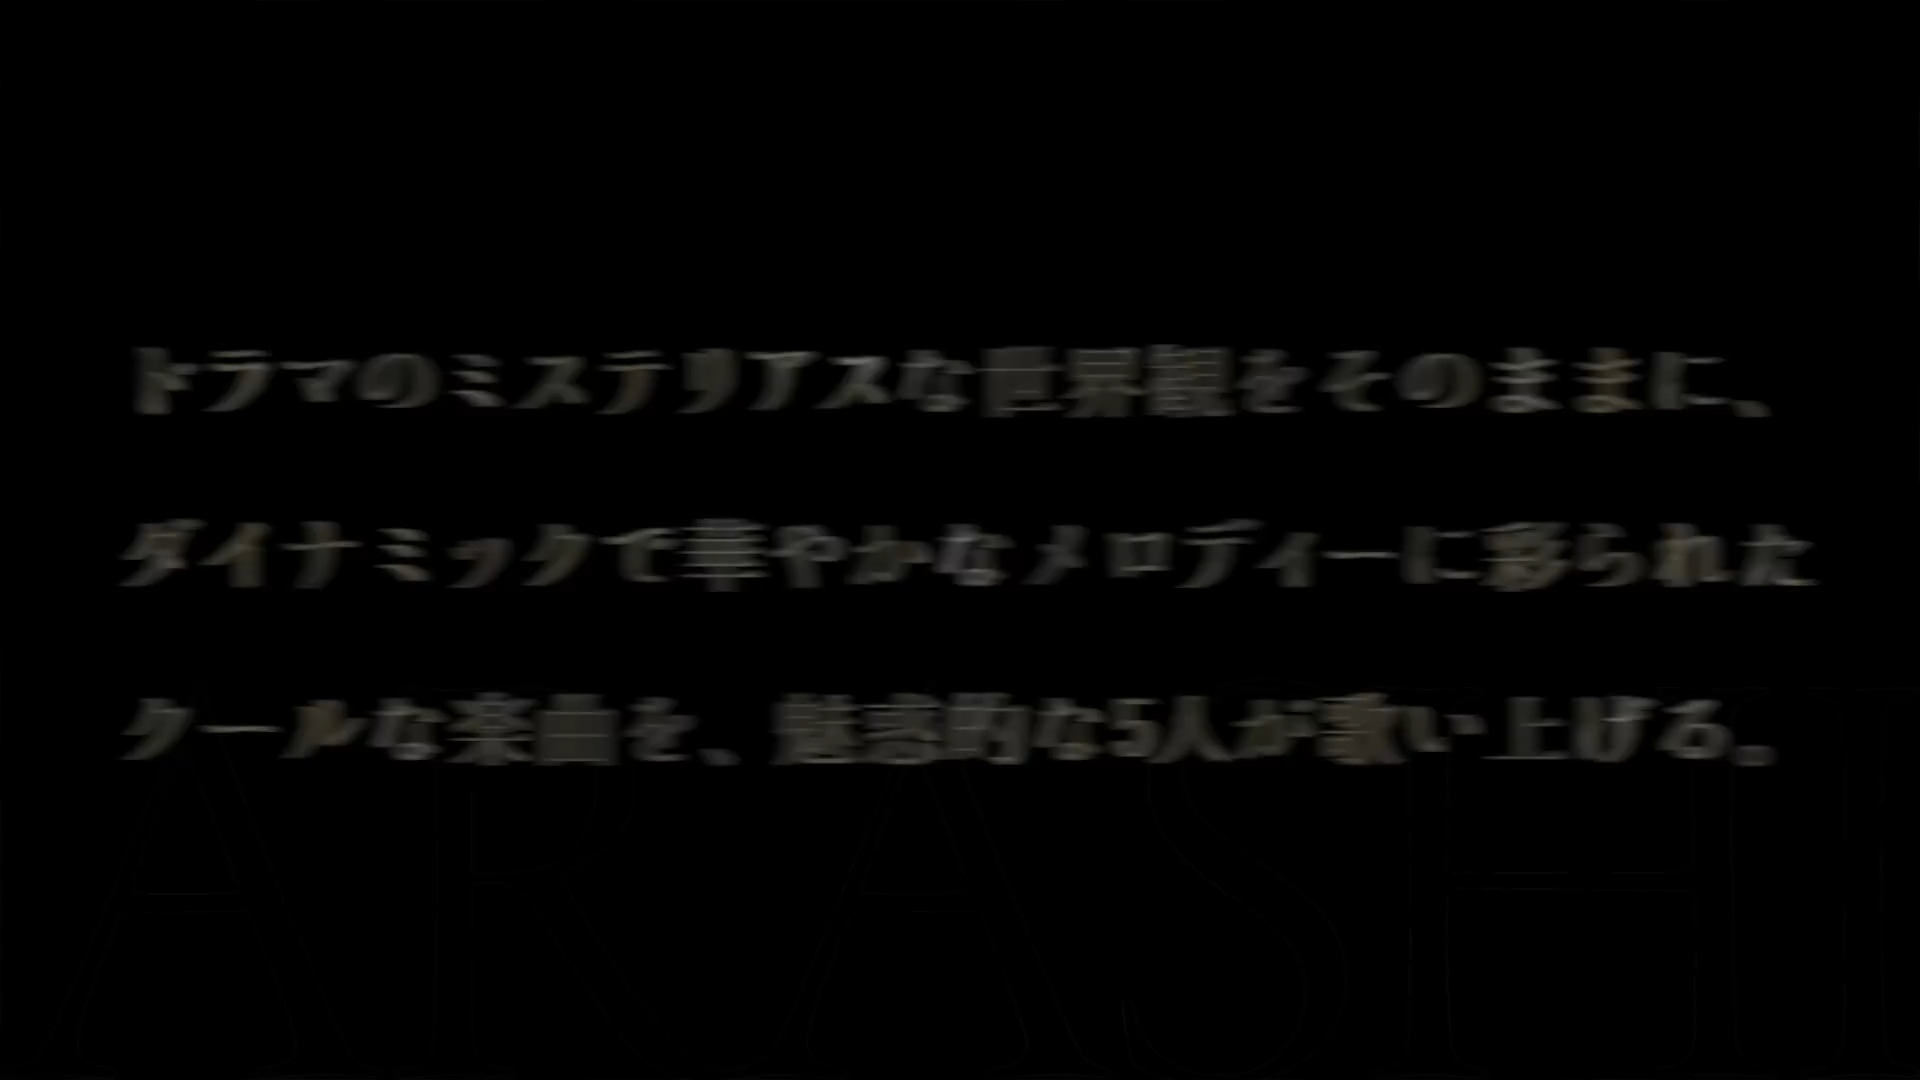 ドラマのミステリアスな世界観をそのままに、
ダイナミックで華やかなメロディーに彩られた
クールな楽曲を、魅惑的な5人が歌い上げる。
ARASHI